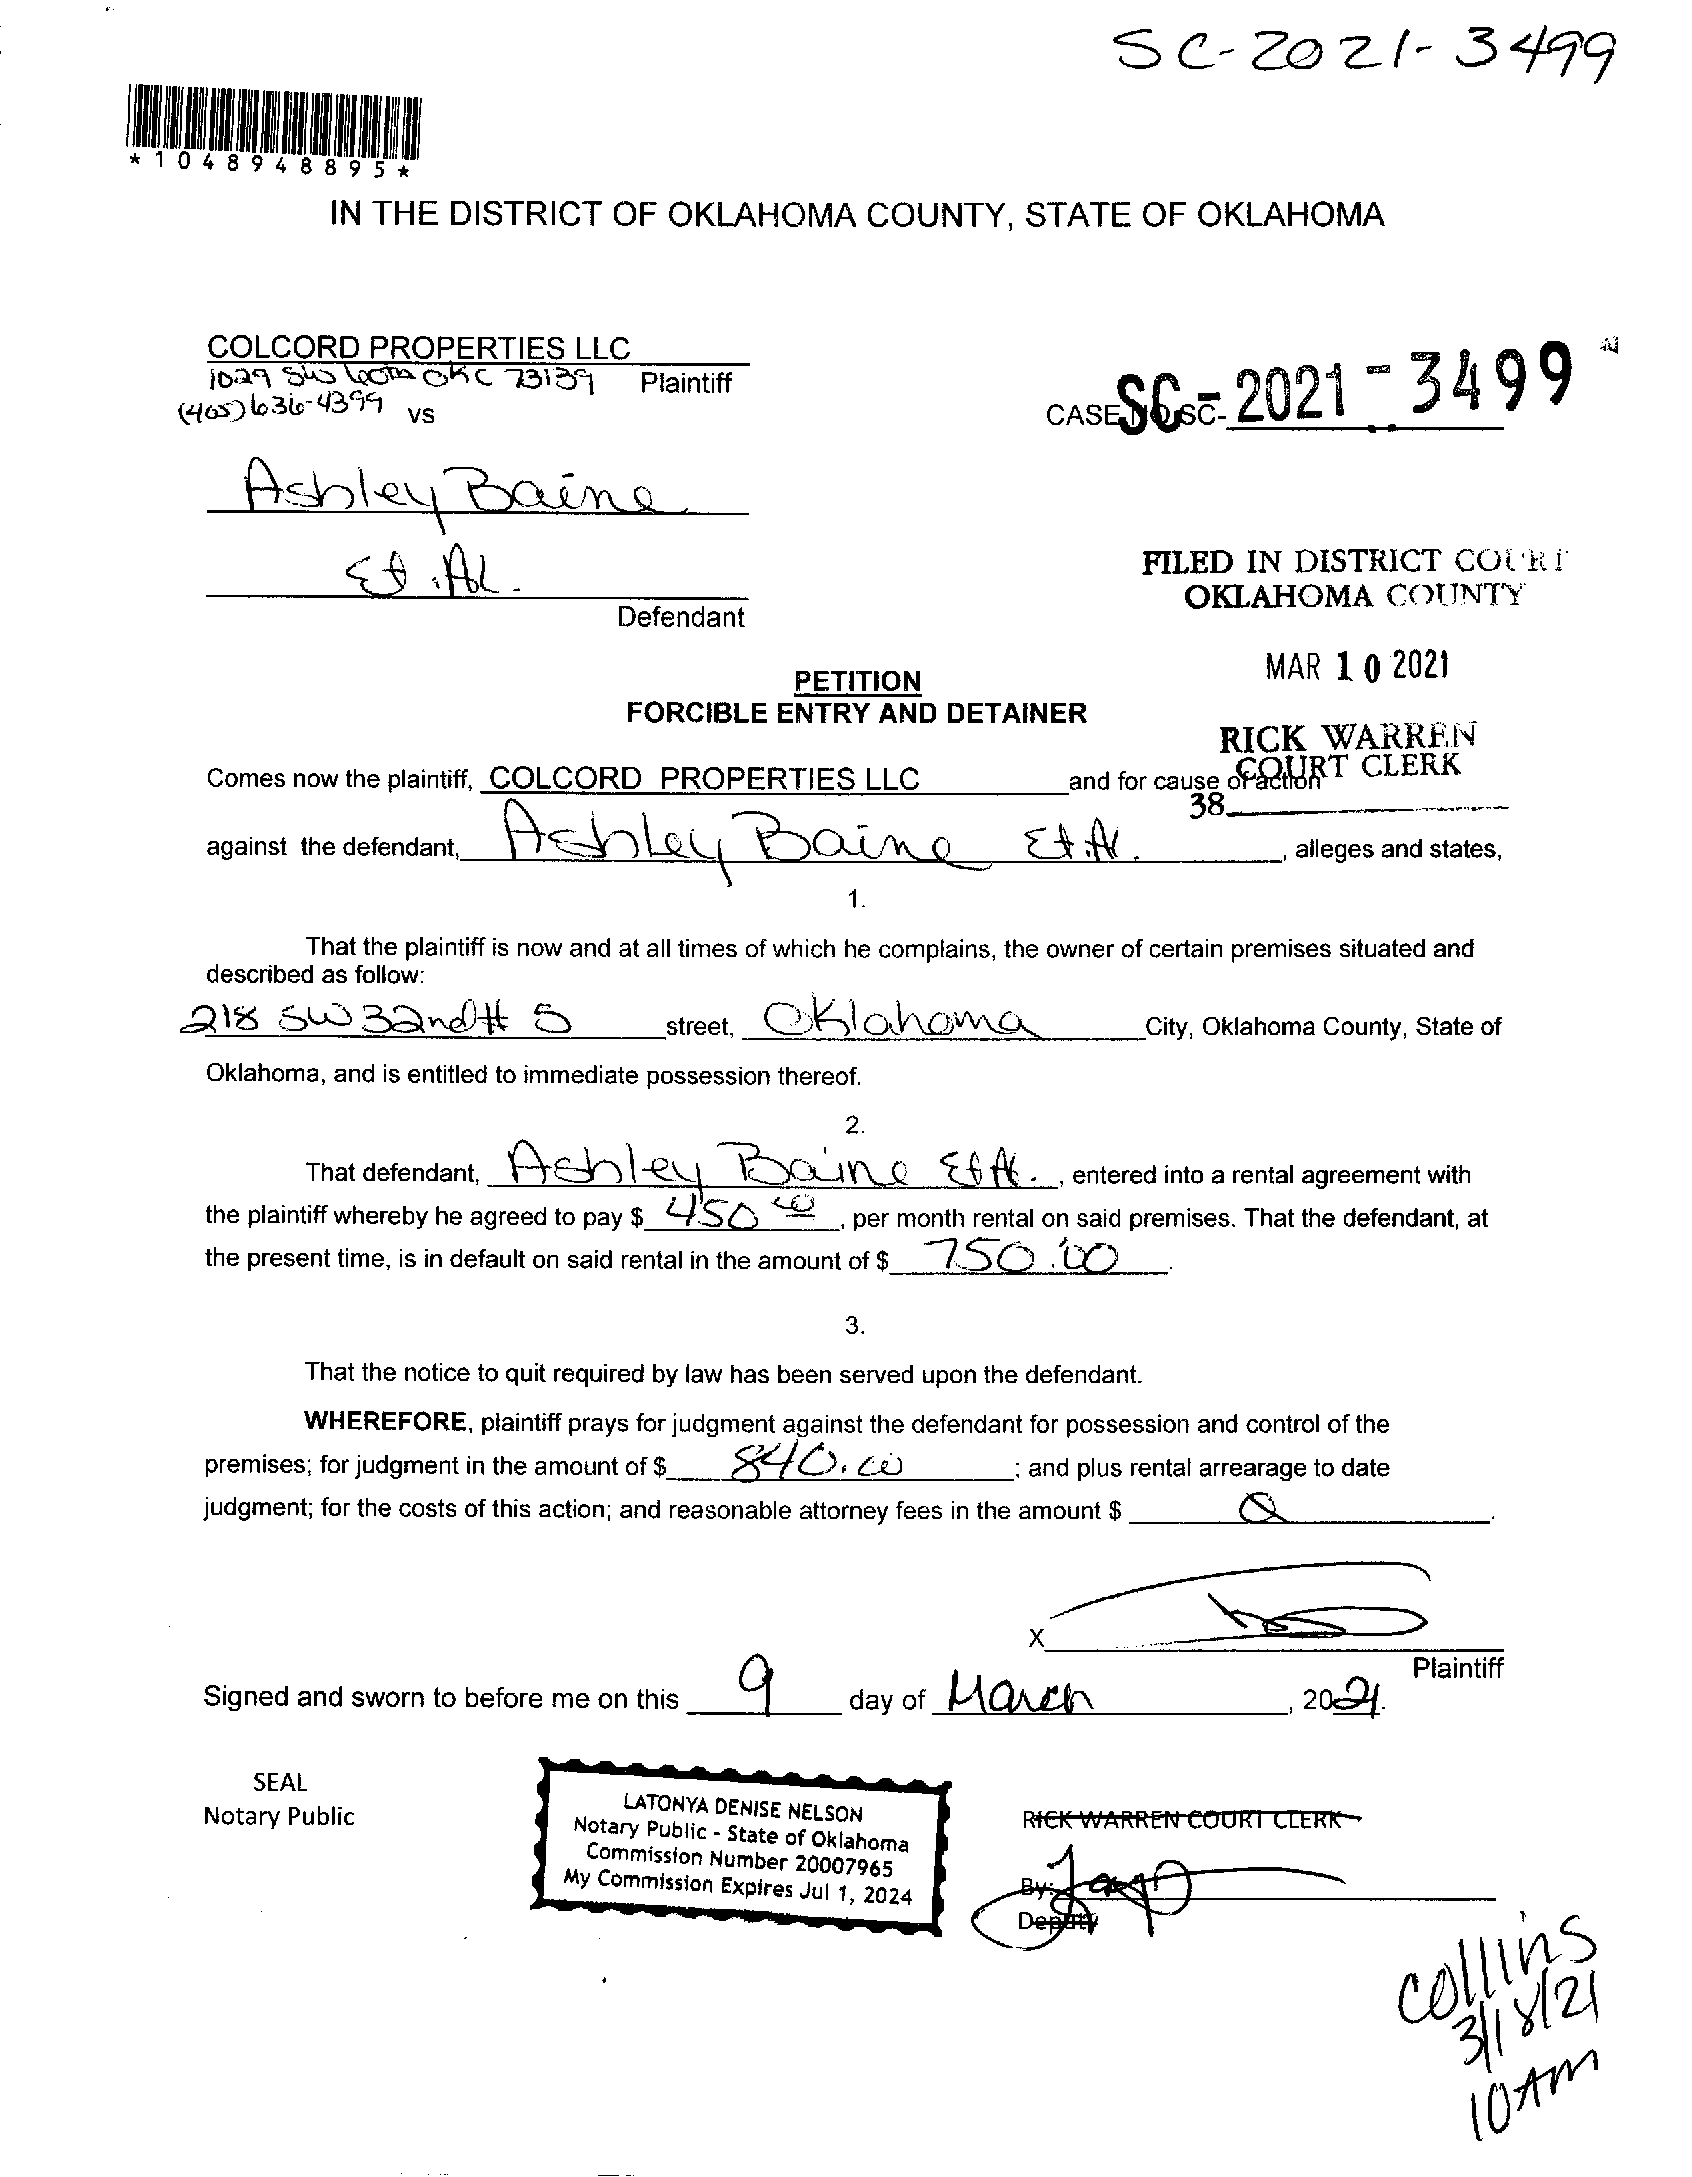 SC-2021-3499
*1048948895*
IN THE DISTRICT OF OKLAHOMA COUNTY, STATE OF OKLAHOMA
COLCORD PROPERTIES LLC
1029 SW 60TH OKC 73139 Plaintiff
(405) 636-4399 vs
CASE NO. SC- SC-2021-3499
Ashley Baine
Et. Al.
Defendant
FILED IN DISTRICT COURT
OKLAHOMA COUNTY
MAR 10 2021
PETITION
FORCIBLE ENTRY AND DETAINER
RICK WARREN
COURT CLERK
38
Comes now the plaintiff, COLCORD PROPERTIES LLC and for cause of action
against the defendant, Ashley Baine Et. Al. , alleges and states,
1.
That the plaintiff is now and at all times of which he complains, the owner of certain premises situated and
described as follow:
218 SW 32nd # 5 street, Oklahoma City, Oklahoma County, State of
Oklahoma, and is entitled to immediate possession thereof.
2.
That defendant, Ashley Baine Et Al. , entered into a rental agreement with
the plaintiff whereby he agreed to pay $ 450 00 , per month rental on said premises. That the defendant, at
the present time, is in default on said rental in the amount of $ 750.00 .
3.
That the notice to quit required by law has been served upon the defendant.
WHEREFORE, plaintiff prays for judgment against the defendant for possession and control of the
premises; for judgment in the amount of $ 840.00 ; and plus rental arrearage to date
judgment; for the costs of this action; and reasonable attorney fees in the amount $ 0 .
X
Plaintiff
Signed and sworn to before me on this 9 day of March , 2021.
SEAL
Notary Public
LATONYA DENISE NELSON
Notary Public - State of Oklahoma
Commission Number 20007965
My Commission Expires Jul 1, 2024
RICK WARREN COURT CLERK
By:
Deputy
Collins
3/18/21
10 AM